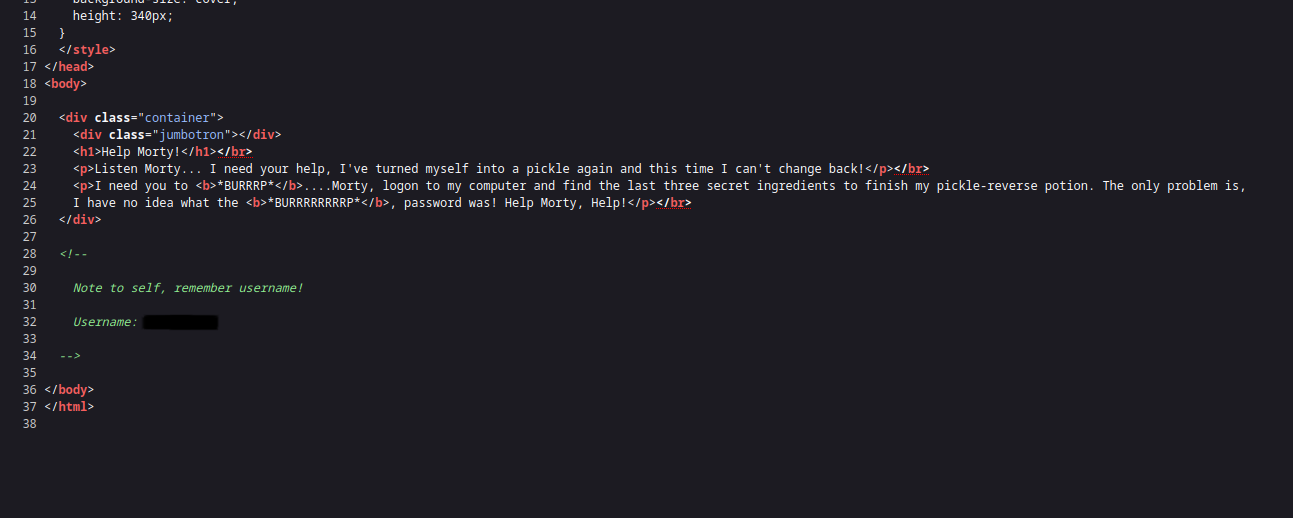 13 background-size: cover;
14 height: 340px;
15 }
16 </style>
17 </head>
18 <body>
19
20 <div class="container">
21 <div class="jumbotron"></div>
22 <h1>Help Morty!</h1></br>
23 <p>Listen Morty... I need your help, I've turned myself into a pickle again and this time I can't change back!</p></br>
24 <p>I need you to <b>*BURRRP*</b>....Morty, logon to my computer and find the last three secret ingredients to finish my pickle-reverse potion. The only problem is,
25 I have no idea what the <b>*BURRRRRRRRP*</b>, password was! Help Morty, Help!</p></br>
26 </div>
27
28 <!--
29
30 Note to self, remember username!
31
32 Username:
33
34 -->
35
36 </body>
37 </html>
38